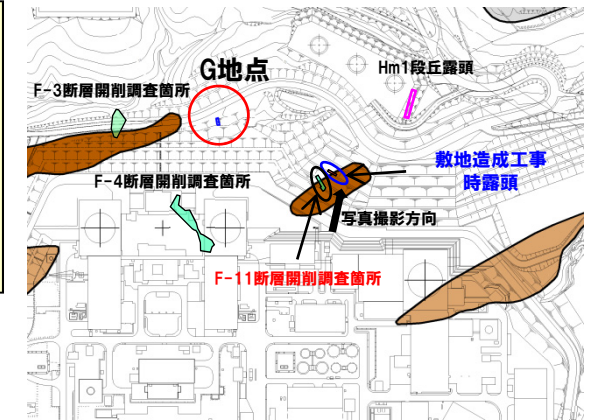 G地点
Hm1段丘露頭
F-3断層開削調査箇所
敷地造成工事
時露頭
F-4断層開削調査箇所
写真撮影方向
F-11断層開削調査箇所